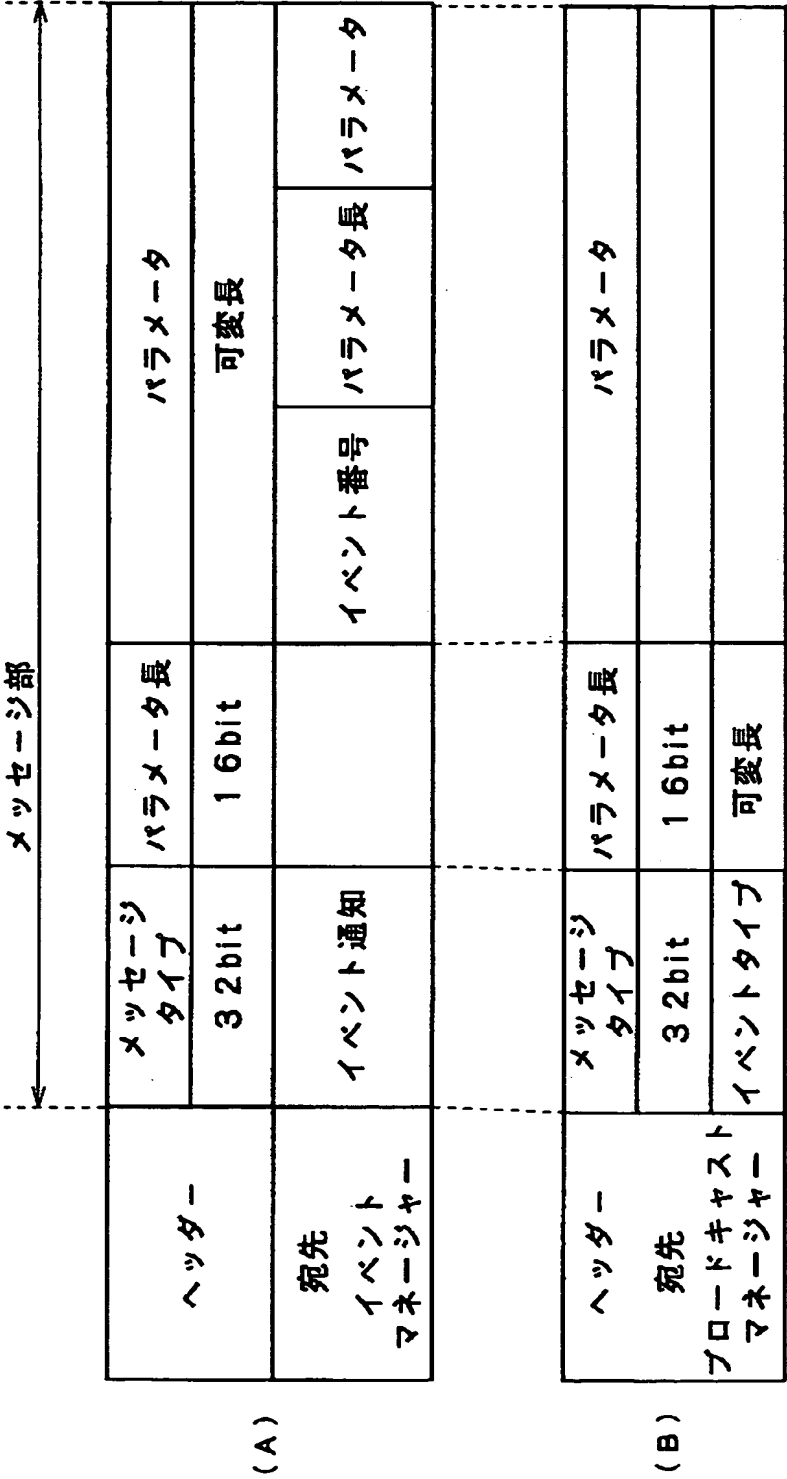 メッセージ部
(A)
ヘッダー
メッセージ
タイプ
パラメータ長
パラメータ
32bit
16bit
可変長
宛先
イベント
マネージャー
イベント通知
イベント番号
パラメータ長
パラメータ
(B)
ヘッダー
宛先
ブロードキャスト
マネージャー
メッセージ
タイプ
パラメータ長
パラメータ
32bit
16bit
イベントタイプ
可変長